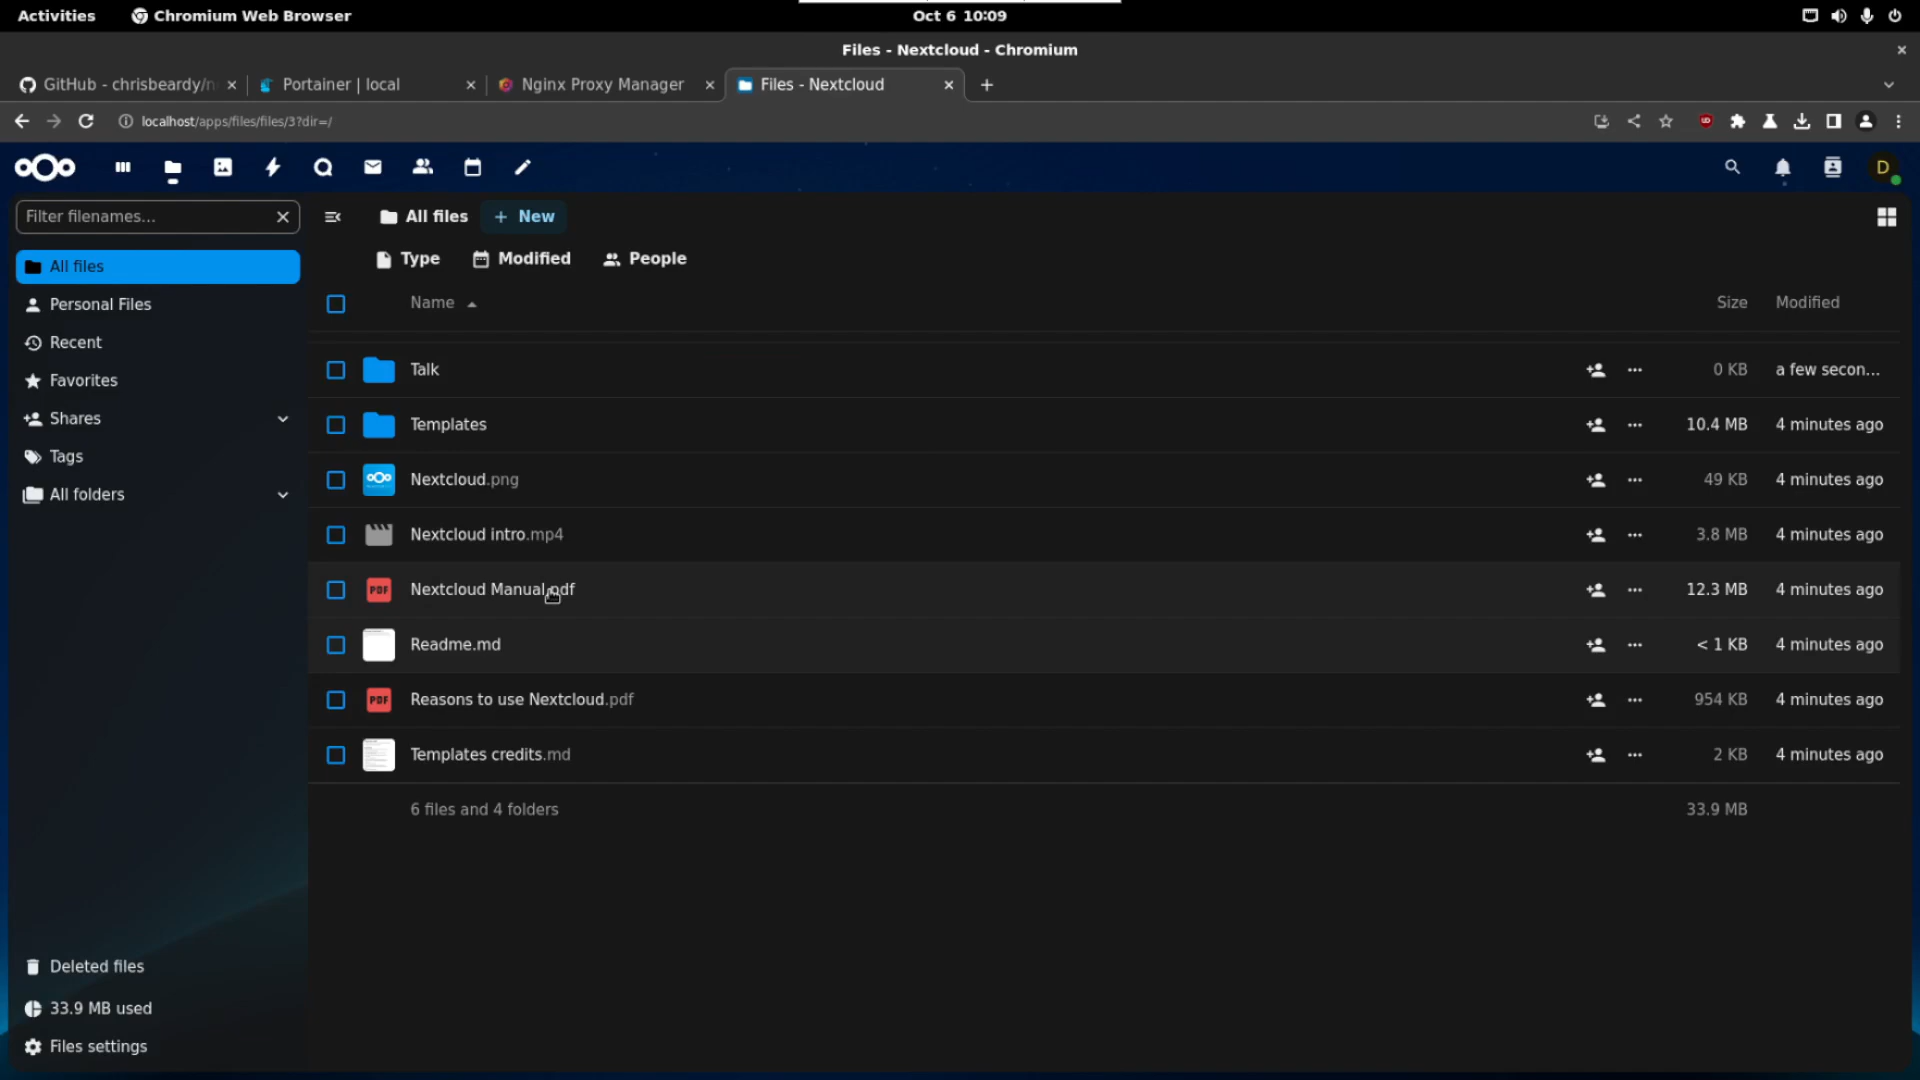 Activities Chromium Web Browser Oct 6 10:09
Files - Nextcloud - Chromium
GitHub - chrisbeardy/n Portainer | local Nginx Proxy Manager Files - Nextcloud
localhost/apps/files/files/3?dir=/
D
Filter filenames... All files + New
Type Modified People
All files
Name Size Modified
Personal Files
Recent
Talk 0 KB a few secon...
Favorites
Shares
Templates 10.4 MB 4 minutes ago
Tags
Nextcloud.png 49 KB 4 minutes ago
All folders
Nextcloud intro.mp4 3.8 MB 4 minutes ago
PDF Nextcloud Manual.pdf 12.3 MB 4 minutes ago
Readme.md < 1 KB 4 minutes ago
PDF Reasons to use Nextcloud.pdf 954 KB 4 minutes ago
Templates credits.md 2 KB 4 minutes ago
6 files and 4 folders 33.9 MB
Deleted files
33.9 MB used
Files settings